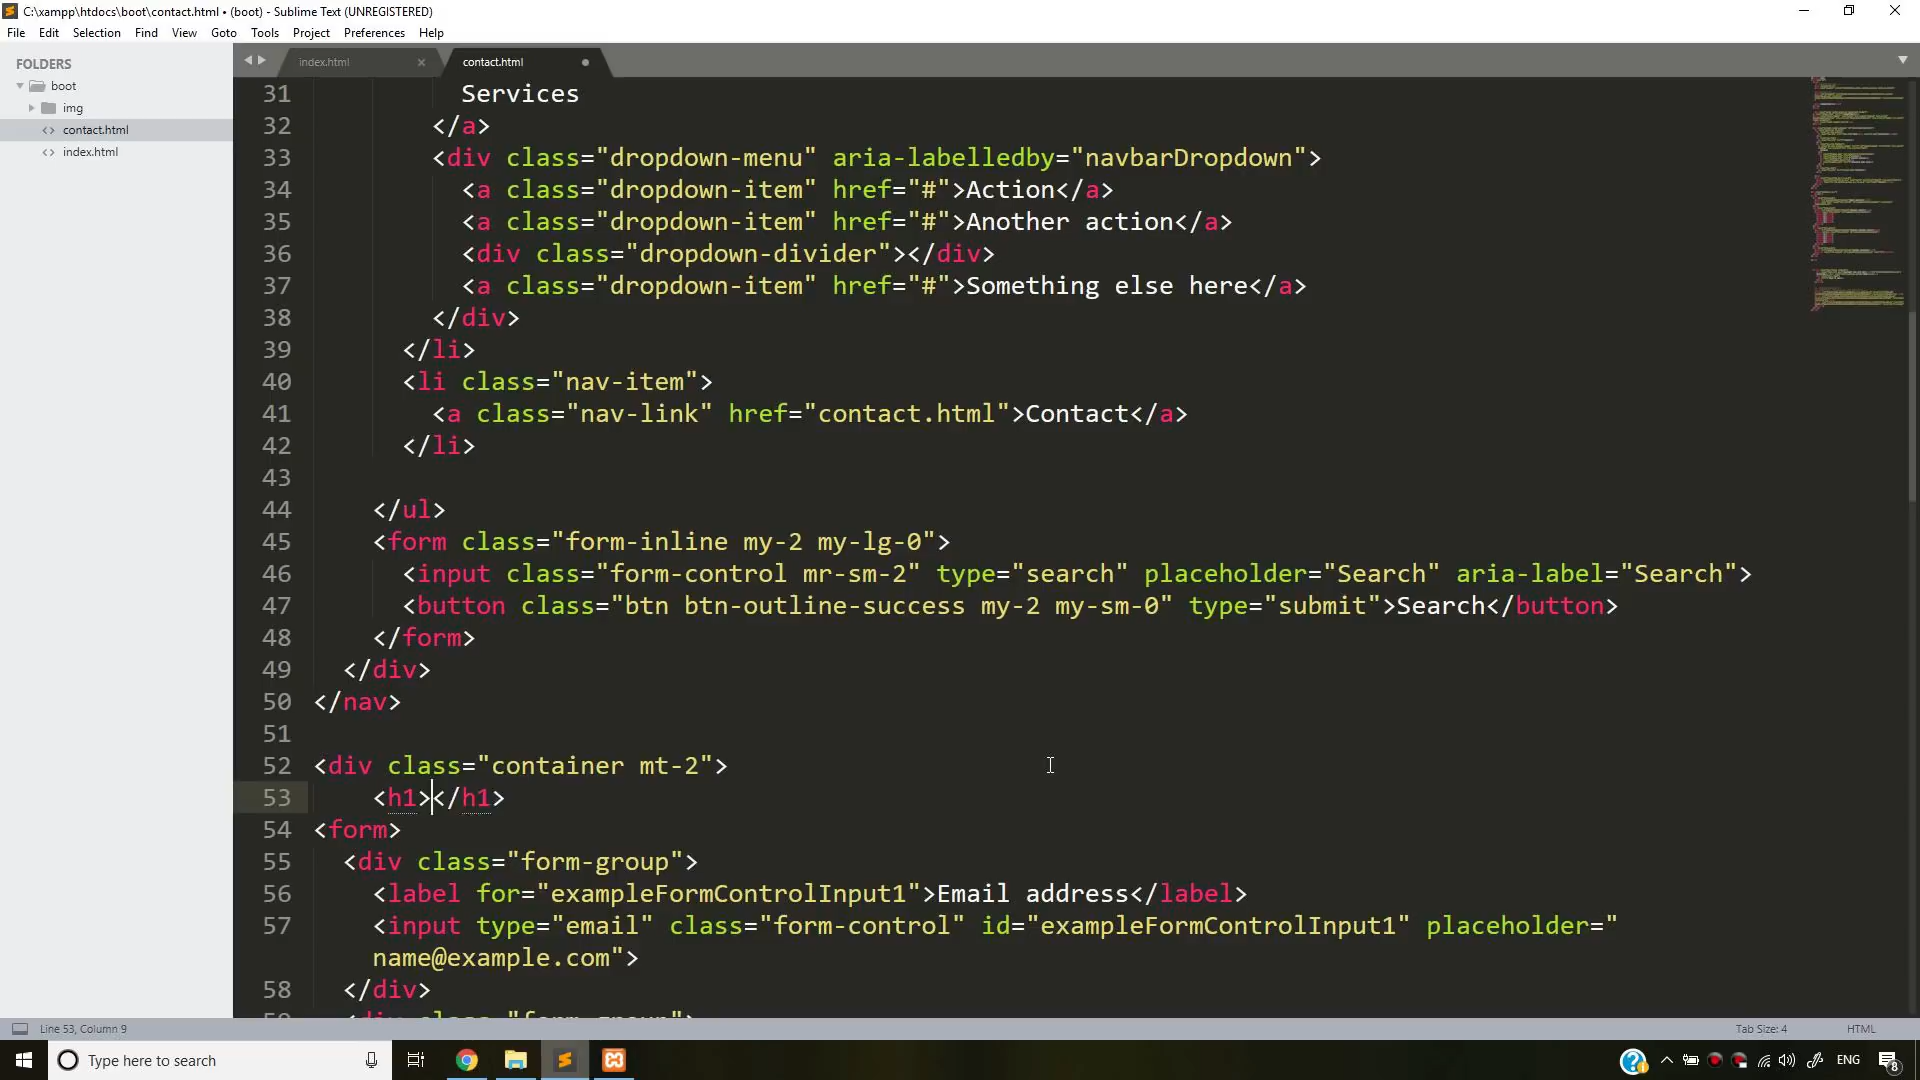 C:\xampp\htdocs\boot\contact.html • (boot) - Sublime Text (UNREGISTERED)
File Edit Selection Find View Goto Tools Project Preferences Help
FOLDERS
boot
img
contact.html
index.html
index.html × contact.html
31 Services
32 </a>
33 <div class="dropdown-menu" aria-labelledby="navbarDropdown">
34 <a class="dropdown-item" href="#">Action</a>
35 <a class="dropdown-item" href="#">Another action</a>
36 <div class="dropdown-divider"></div>
37 <a class="dropdown-item" href="#">Something else here</a>
38 </div>
39 </li>
40 <li class="nav-item">
41 <a class="nav-link" href="contact.html">Contact</a>
42 </li>
43
44 </ul>
45 <form class="form-inline my-2 my-lg-0">
46 <input class="form-control mr-sm-2" type="search" placeholder="Search" aria-label="Search">
47 <button class="btn btn-outline-success my-2 my-sm-0" type="submit">Search</button>
48 </form>
49 </div>
50 </nav>
51
52 <div class="container mt-2">
53 <h1></h1>
54 <form>
55 <div class="form-group">
56 <label for="exampleFormControlInput1">Email address</label>
57 <input type="email" class="form-control" id="exampleFormControlInput1" placeholder="
name@example.com">
58 </div>
Line 53, Column 9
Tab Size: 4 HTML
Type here to search
ENG
8